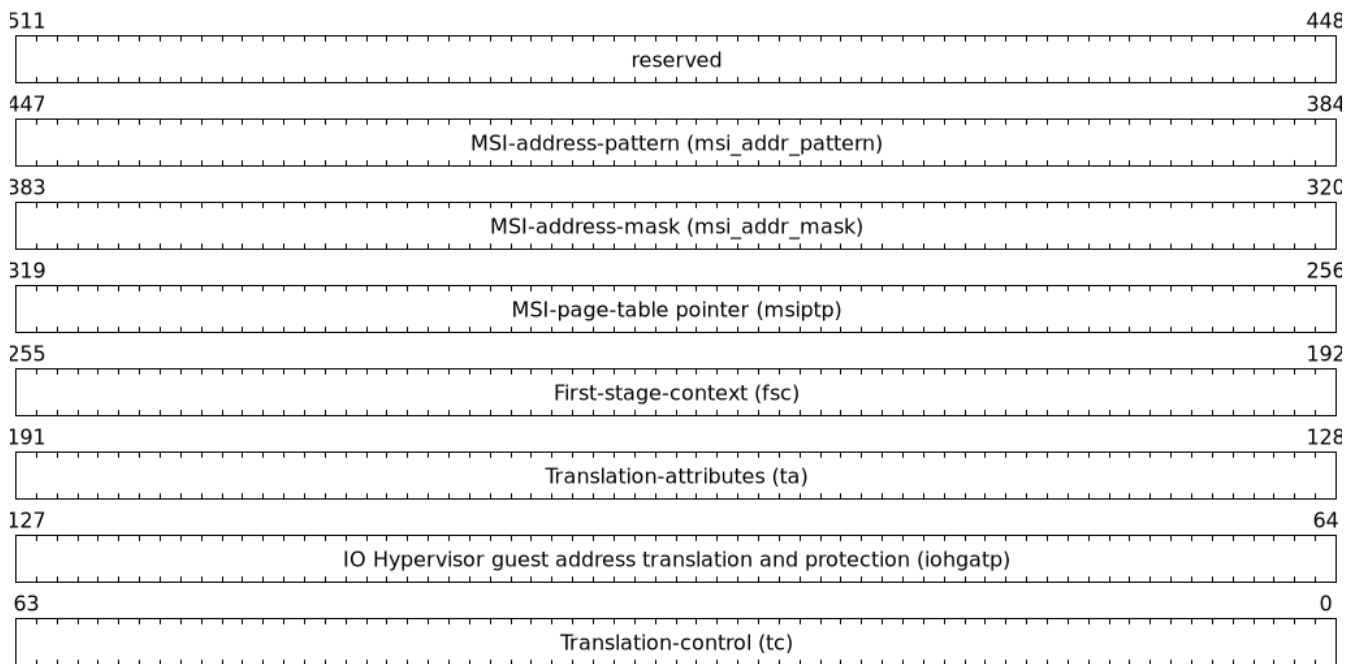 511 448
reserved
447 384
MSI-address-pattern (msi_addr_pattern)
383 320
MSI-address-mask (msi_addr_mask)
319 256
MSI-page-table pointer (msiptp)
255 192
First-stage-context (fsc)
191 128
Translation-attributes (ta)
127 64
IO Hypervisor guest address translation and protection (iohgatp)
63 0
Translation-control (tc)